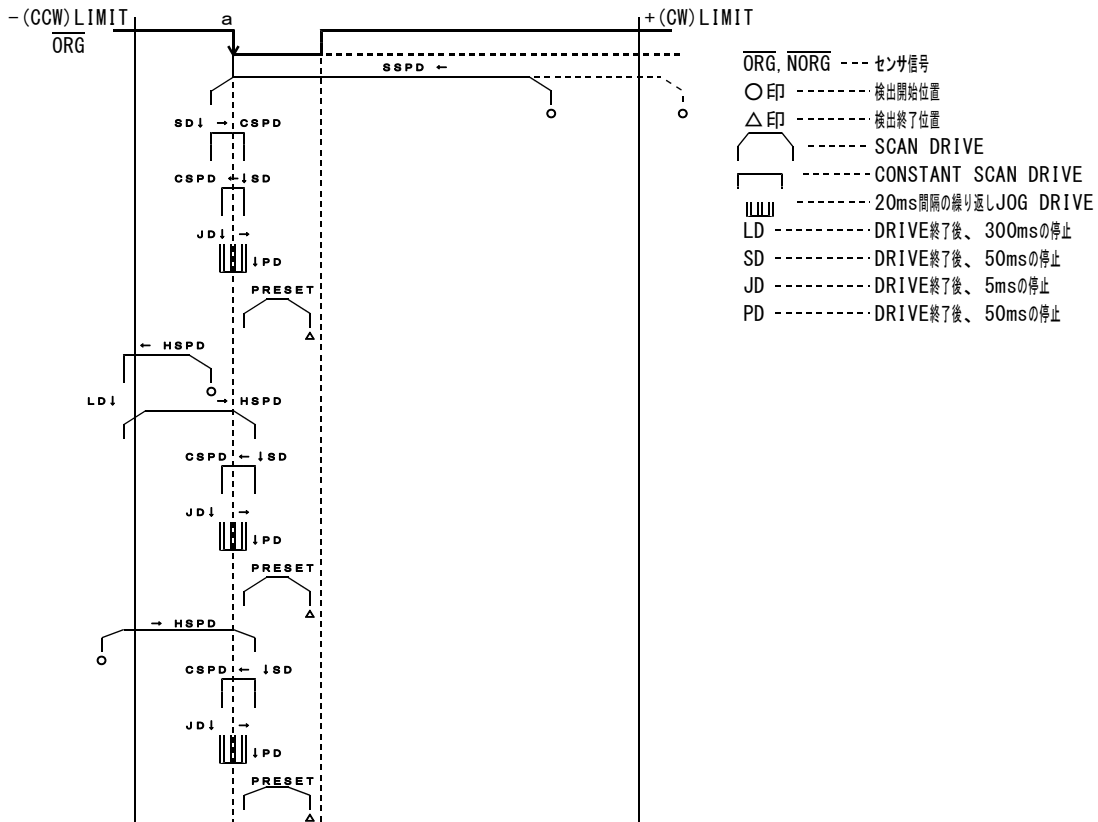 -(CCW)LIMIT
a
+(CW)LIMIT
ORG
SSPD ←
SD↓ → CSPD
CSPD ←↓SD
JD↓ →
↓PD
PRESET
← HSPD
LD↓
→ HSPD
CSPD ← ↓SD
JD↓ →
↓PD
PRESET
→ HSPD
CSPD ← ↓SD
JD↓ →
↓PD
PRESET
ORG, NORG --- センサ信号
○印 ------- 検出開始位置
△印 ------- 検出終了位置
----- SCAN DRIVE
------ CONSTANT SCAN DRIVE
------ 20ms間隔の繰り返しJOG DRIVE
LD --------- DRIVE終了後、300msの停止
SD --------- DRIVE終了後、50msの停止
JD --------- DRIVE終了後、5msの停止
PD --------- DRIVE終了後、50msの停止